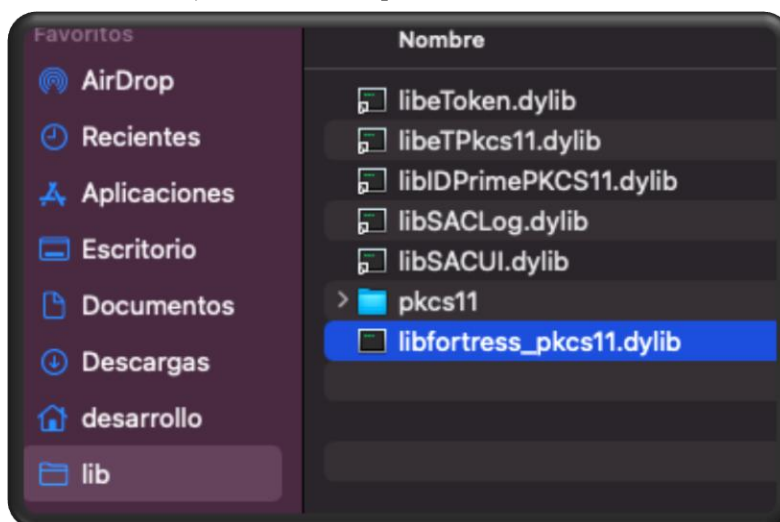 Favoritos
AirDrop
Recientes
Aplicaciones
Escritorio
Documentos
Descargas
desarrollo
lib
Nombre
libeToken.dylib
libeTPkcs11.dylib
libIDPrimePKCS11.dylib
libSACLog.dylib
libSACUI.dylib
pkcs11
libfortress_pkcs11.dylib